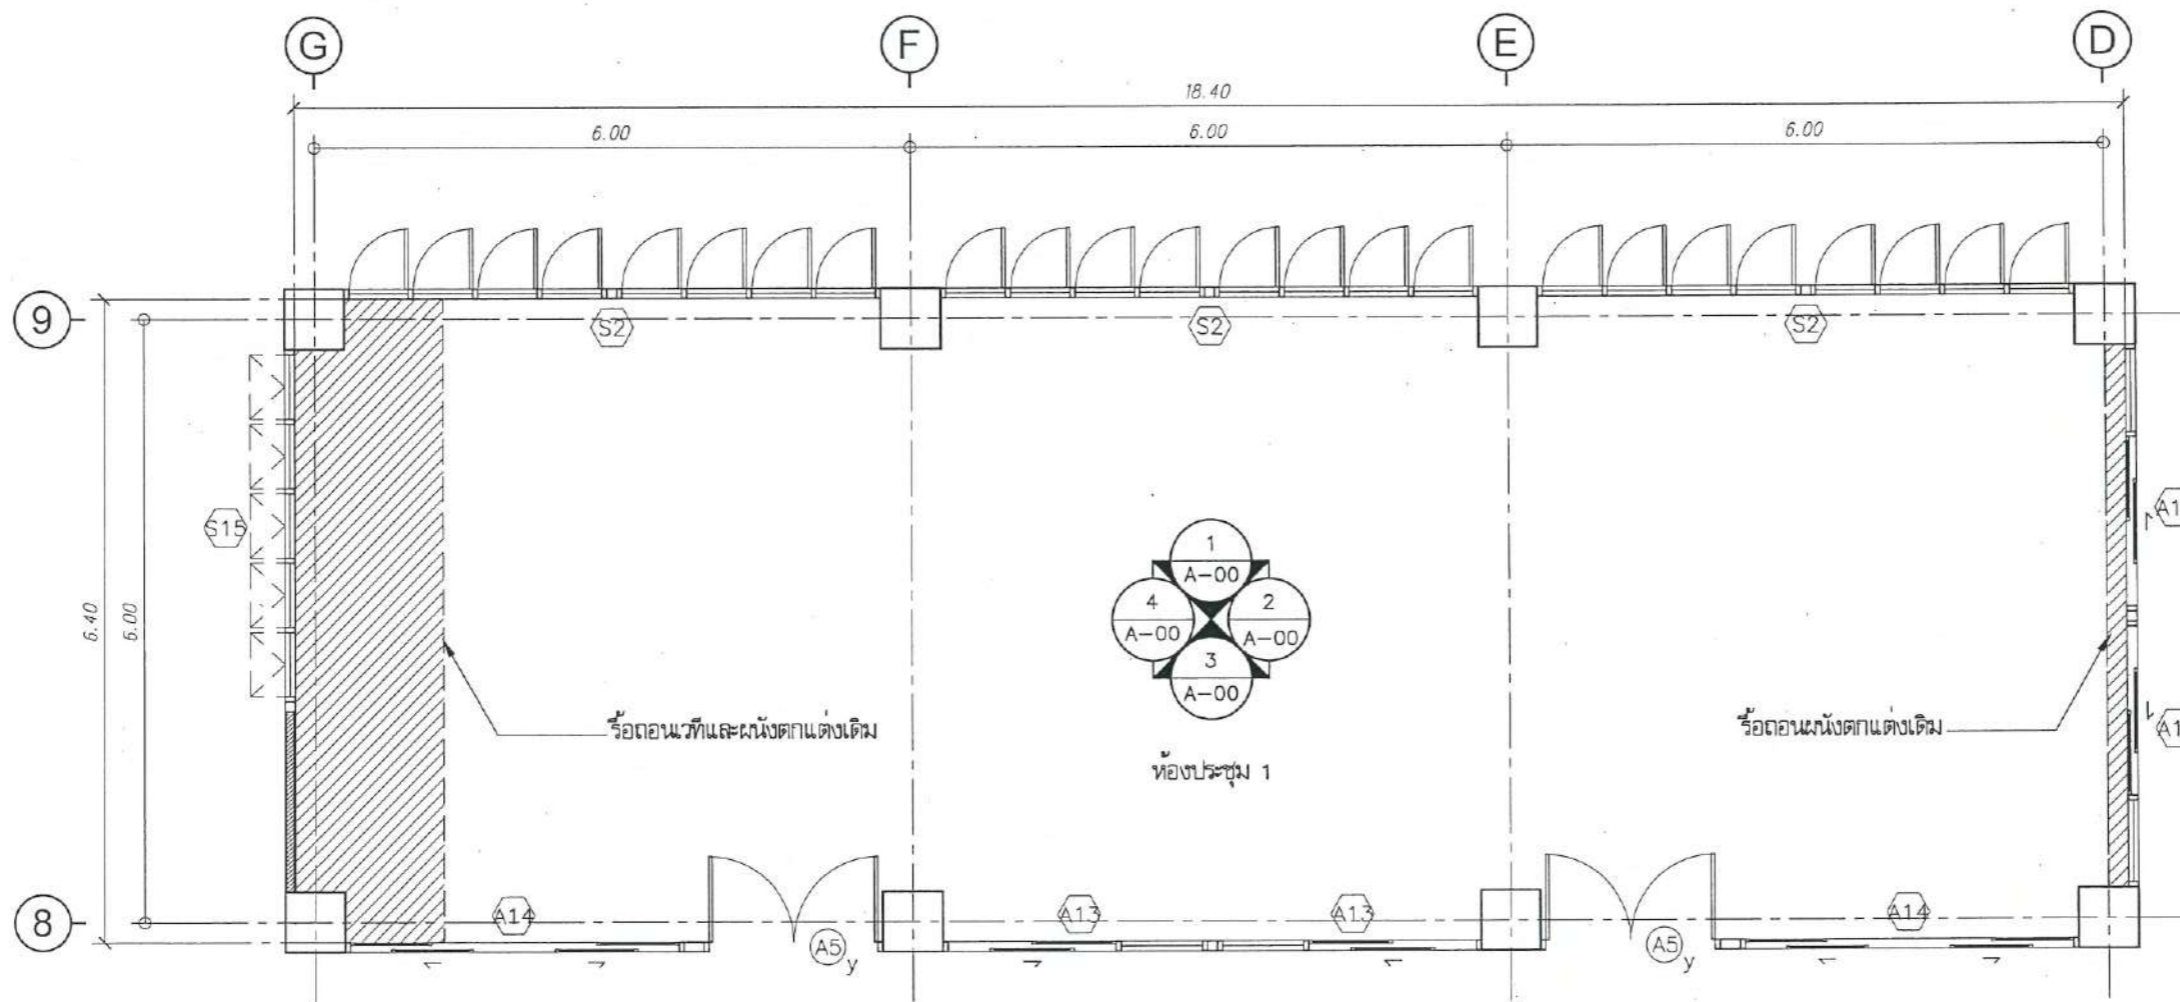 G F E D
18.40
6.00 6.00 6.00
9
S2 S2 S2
S15
1
A-00
4
A-00
2
A-00
3
A-00
6.40
6.00
A1
A1
รื้อถอนเวทีและผนังตกแต่งเดิม
รื้อถอนผนังตกแต่งเดิม
ห้องประชุม 1
8
A14 A13 A13 A14
A5 y A5 y